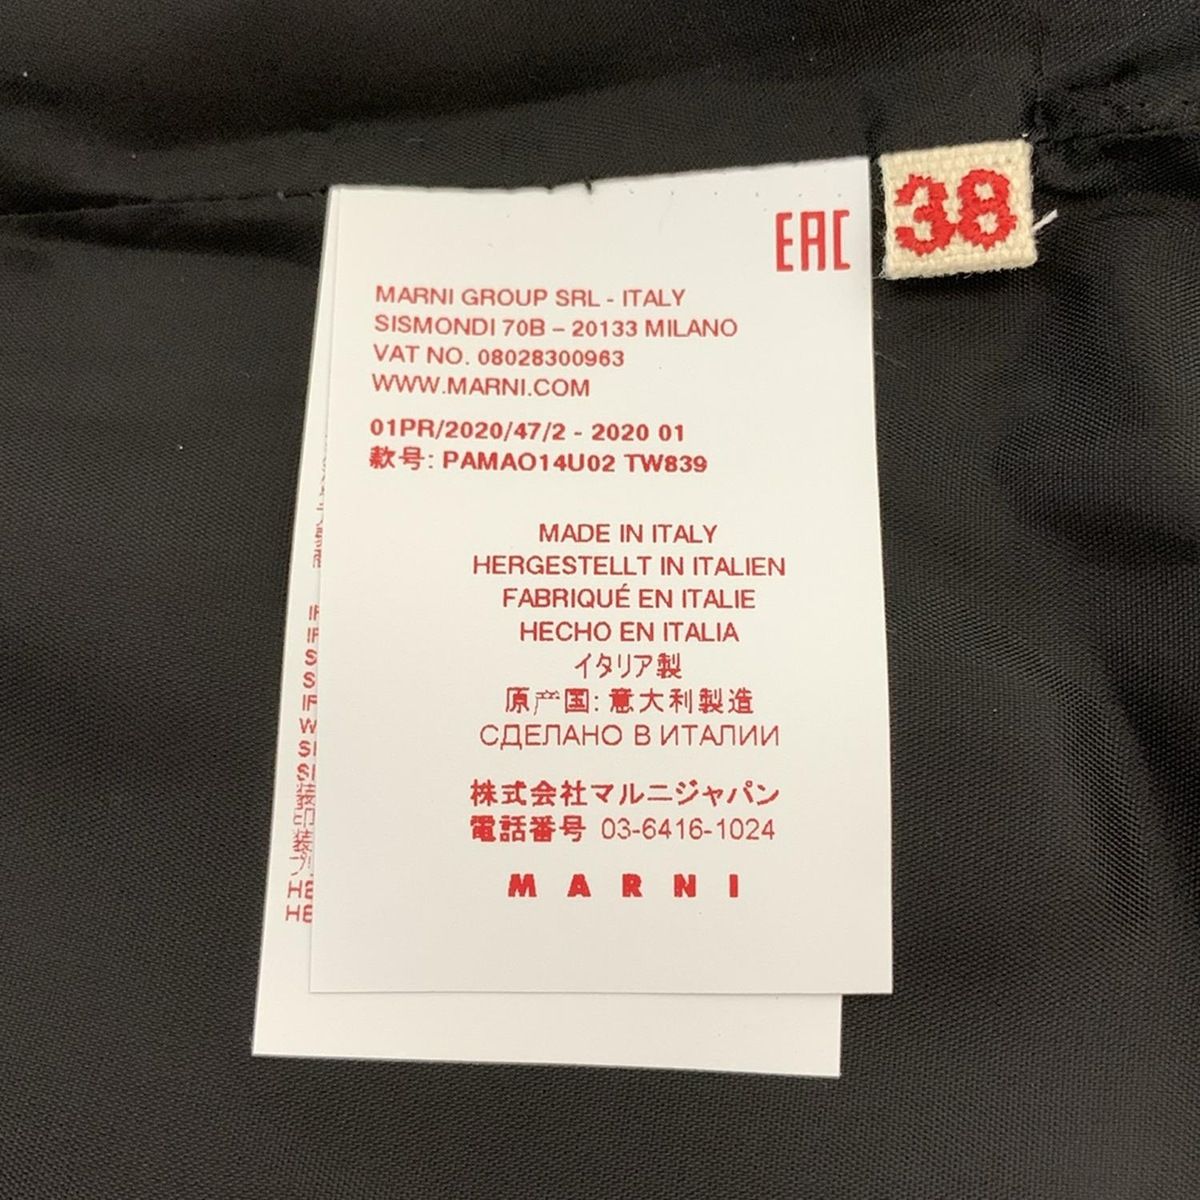 EAC
38
MARNI GROUP SRL - ITALY
SISMONDI 70B – 20133 MILANO
VAT NO. 08028300963
WWW.MARNI.COM
01PR/2020/47/2 - 2020 01
款号: PAMAO14U02 TW839
MADE IN ITALY
HERGESTELLT IN ITALIEN
FABRIQUÉ EN ITALIE
HECHO EN ITALIA
イタリア製
原产国: 意大利製造
СДЕЛАНО В ИТАЛИИ
株式会社マルニジャパン
電話番号 03-6416-1024
MARNI